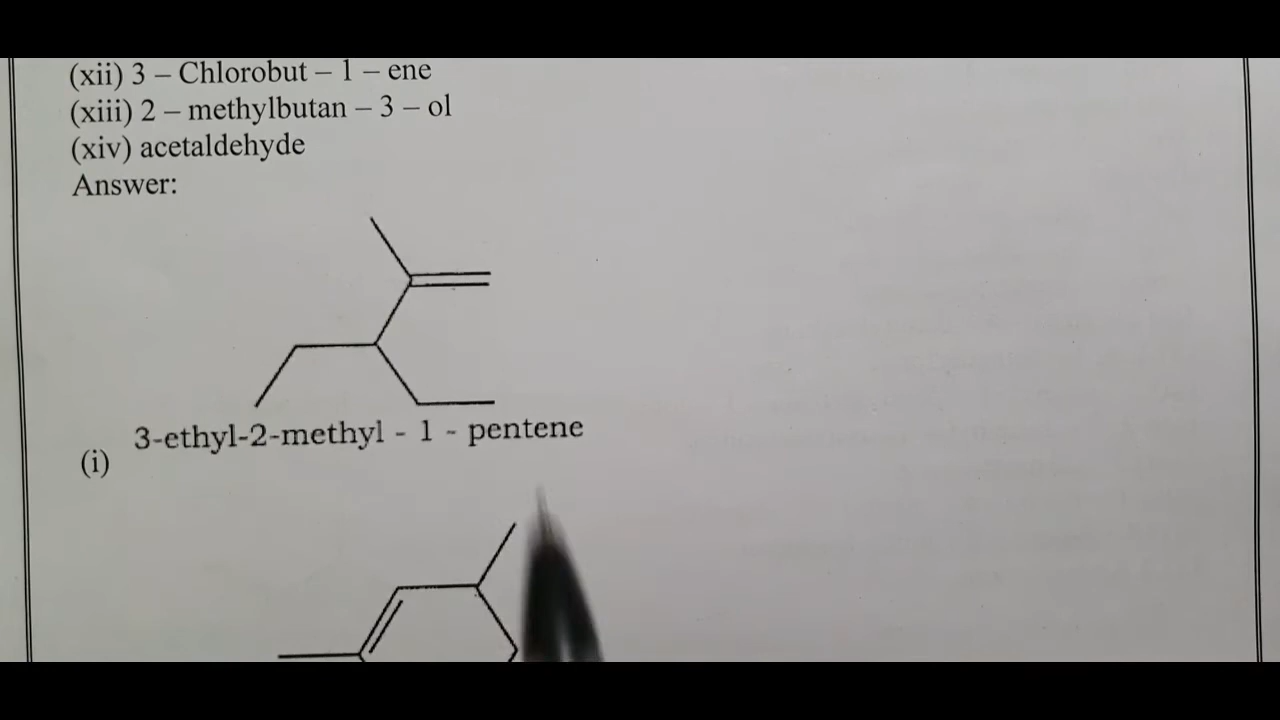 (xii) 3 – Chlorobut – 1 – ene
(xiii) 2 – methylbutan – 3 – ol
(xiv) acetaldehyde
Answer:
3-ethyl-2-methyl - 1 - pentene
(i)